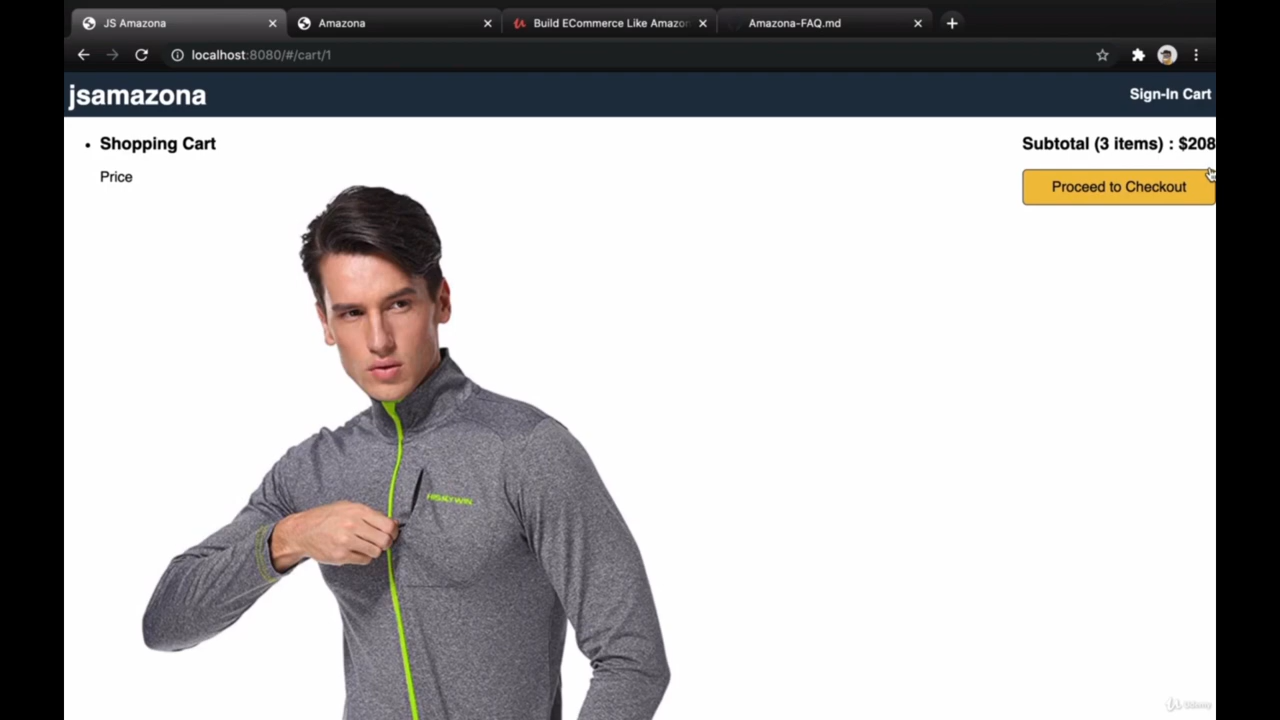 JS Amazona
Amazona
Build ECommerce Like Amazon
Amazona-FAQ.md
localhost:8080/#/cart/1
jsamazona
Sign-In Cart
Shopping Cart
Subtotal (3 items) : $208
Price
Proceed to Checkout
Udemy